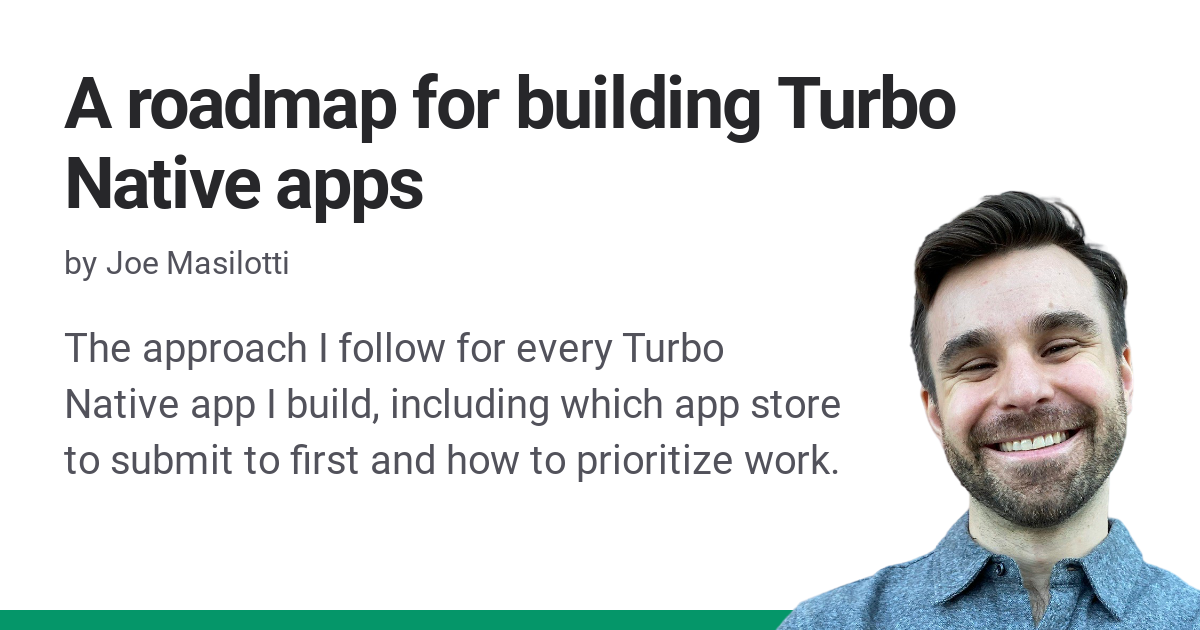 A roadmap for building Turbo
Native apps
by Joe Masilotti
The approach I follow for every Turbo
Native app I build, including which app store
to submit to first and how to prioritize work.